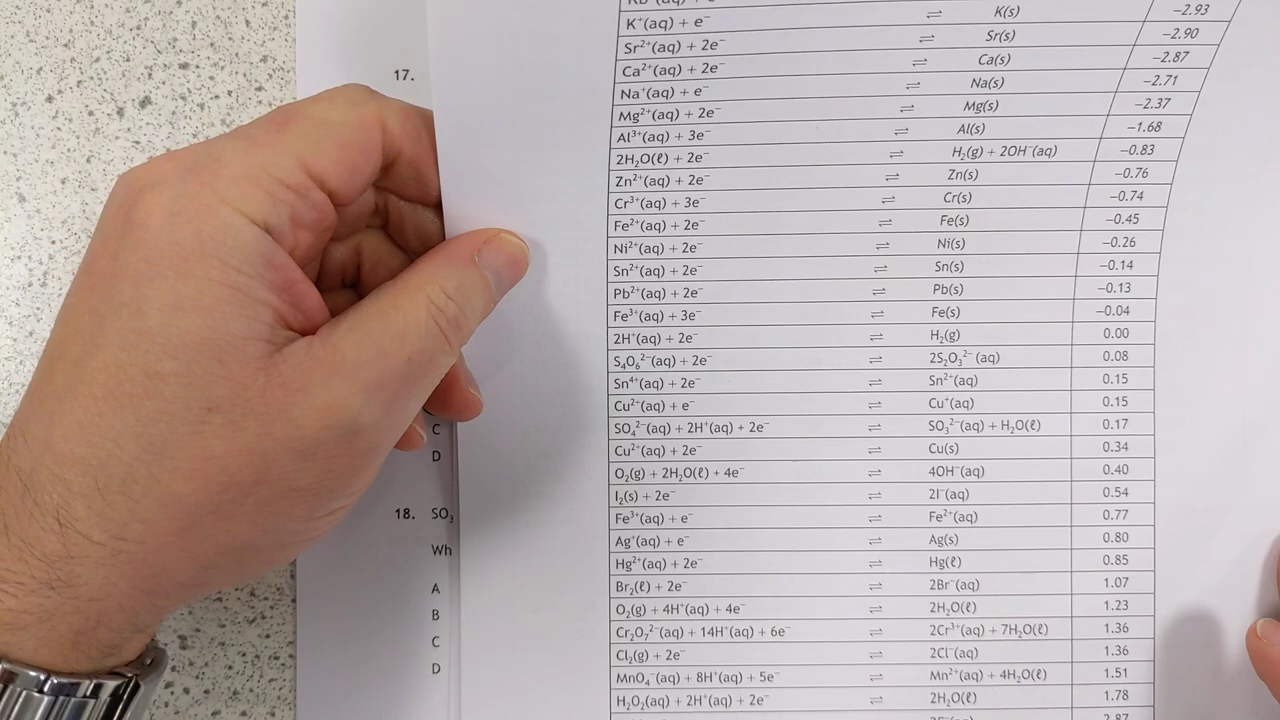 17.
C
D
18. SO₃
Wh
A
B
C
D
K⁺(aq) + e⁻ ⇌ K(s) −2.93
Sr²⁺(aq) + 2e⁻ ⇌ Sr(s) −2.90
Ca²⁺(aq) + 2e⁻ ⇌ Ca(s) −2.87
Na⁺(aq) + e⁻ ⇌ Na(s) −2.71
Mg²⁺(aq) + 2e⁻ ⇌ Mg(s) −2.37
Al³⁺(aq) + 3e⁻ ⇌ Al(s) −1.68
2H₂O(ℓ) + 2e⁻ ⇌ H₂(g) + 2OH⁻(aq) −0.83
Zn²⁺(aq) + 2e⁻ ⇌ Zn(s) −0.76
Cr³⁺(aq) + 3e⁻ ⇌ Cr(s) −0.74
Fe²⁺(aq) + 2e⁻ ⇌ Fe(s) −0.45
Ni²⁺(aq) + 2e⁻ ⇌ Ni(s) −0.26
Sn²⁺(aq) + 2e⁻ ⇌ Sn(s) −0.14
Pb²⁺(aq) + 2e⁻ ⇌ Pb(s) −0.13
Fe³⁺(aq) + 3e⁻ ⇌ Fe(s) −0.04
2H⁺(aq) + 2e⁻ ⇌ H₂(g) 0.00
S₄O₆²⁻(aq) + 2e⁻ ⇌ 2S₂O₃²⁻(aq) 0.08
Sn⁴⁺(aq) + 2e⁻ ⇌ Sn²⁺(aq) 0.15
Cu²⁺(aq) + e⁻ ⇌ Cu⁺(aq) 0.15
SO₄²⁻(aq) + 2H⁺(aq) + 2e⁻ ⇌ SO₃²⁻(aq) + H₂O(ℓ) 0.17
Cu²⁺(aq) + 2e⁻ ⇌ Cu(s) 0.34
O₂(g) + 2H₂O(ℓ) + 4e⁻ ⇌ 4OH⁻(aq) 0.40
I₂(s) + 2e⁻ ⇌ 2I⁻(aq) 0.54
Fe³⁺(aq) + e⁻ ⇌ Fe²⁺(aq) 0.77
Ag⁺(aq) + e⁻ ⇌ Ag(s) 0.80
Hg²⁺(aq) + 2e⁻ ⇌ Hg(ℓ) 0.85
Br₂(ℓ) + 2e⁻ ⇌ 2Br⁻(aq) 1.07
O₂(g) + 4H⁺(aq) + 4e⁻ ⇌ 2H₂O(ℓ) 1.23
Cr₂O₇²⁻(aq) + 14H⁺(aq) + 6e⁻ ⇌ 2Cr³⁺(aq) + 7H₂O(ℓ) 1.36
Cl₂(g) + 2e⁻ ⇌ 2Cl⁻(aq) 1.36
MnO₄⁻(aq) + 8H⁺(aq) + 5e⁻ ⇌ Mn²⁺(aq) + 4H₂O(ℓ) 1.51
H₂O₂(aq) + 2H⁺(aq) + 2e⁻ ⇌ 2H₂O(ℓ) 1.78
2.87